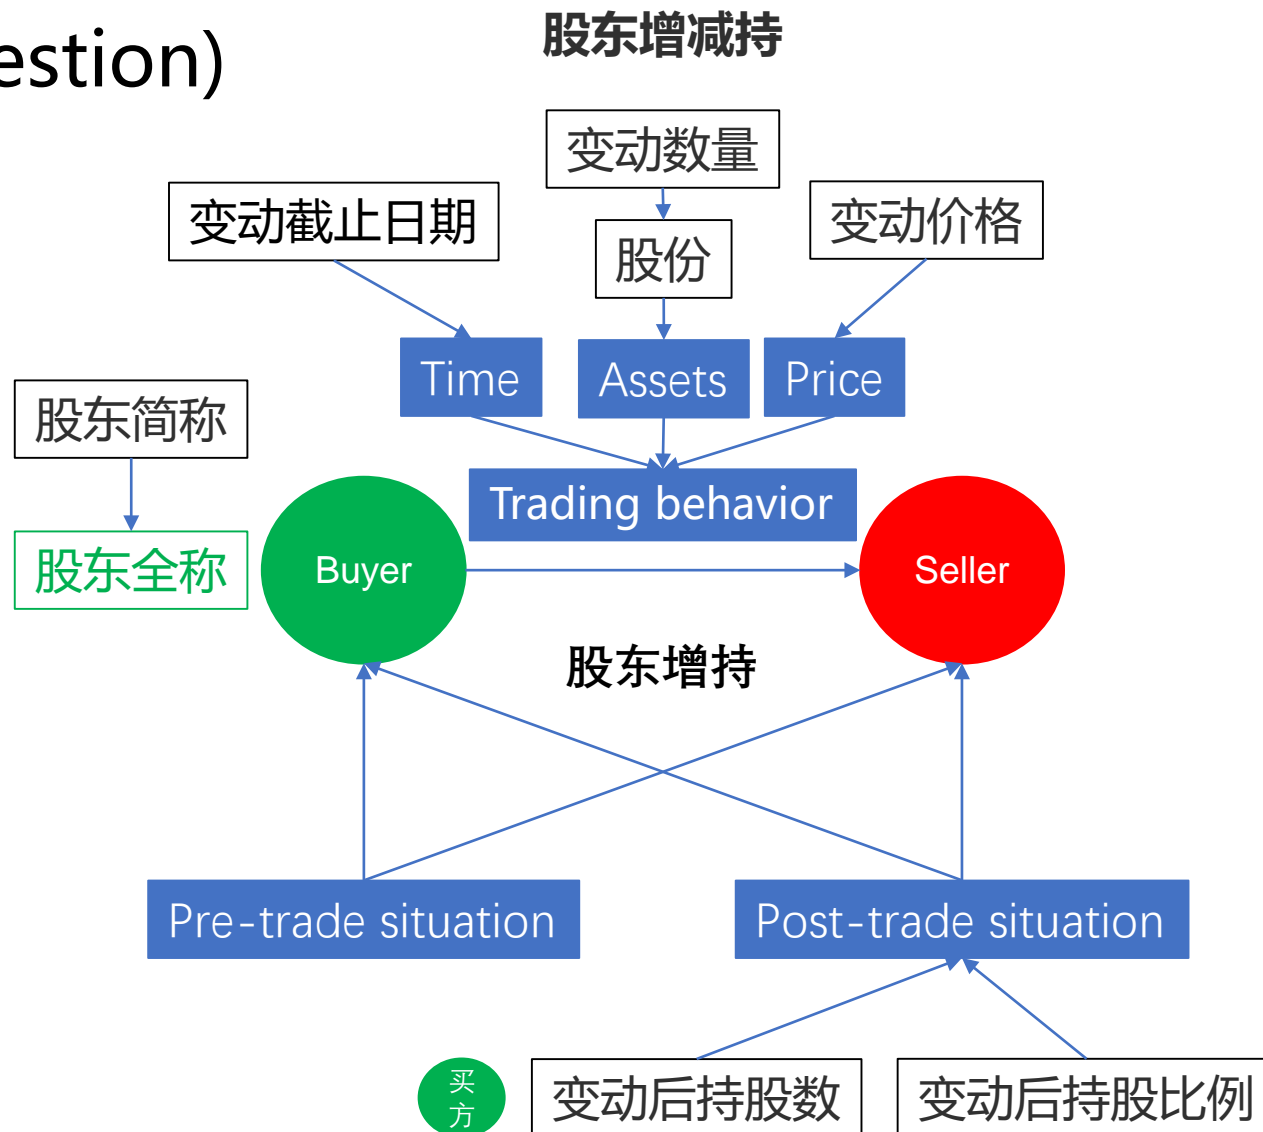 estion)
股东增减持
变动数量
变动截止日期
股份
变动价格
Time
Assets
Price
股东简称
Trading behavior
股东全称
Buyer
Seller
股东增持
Pre-trade situation
Post-trade situation
买
方
变动后持股数
变动后持股比例